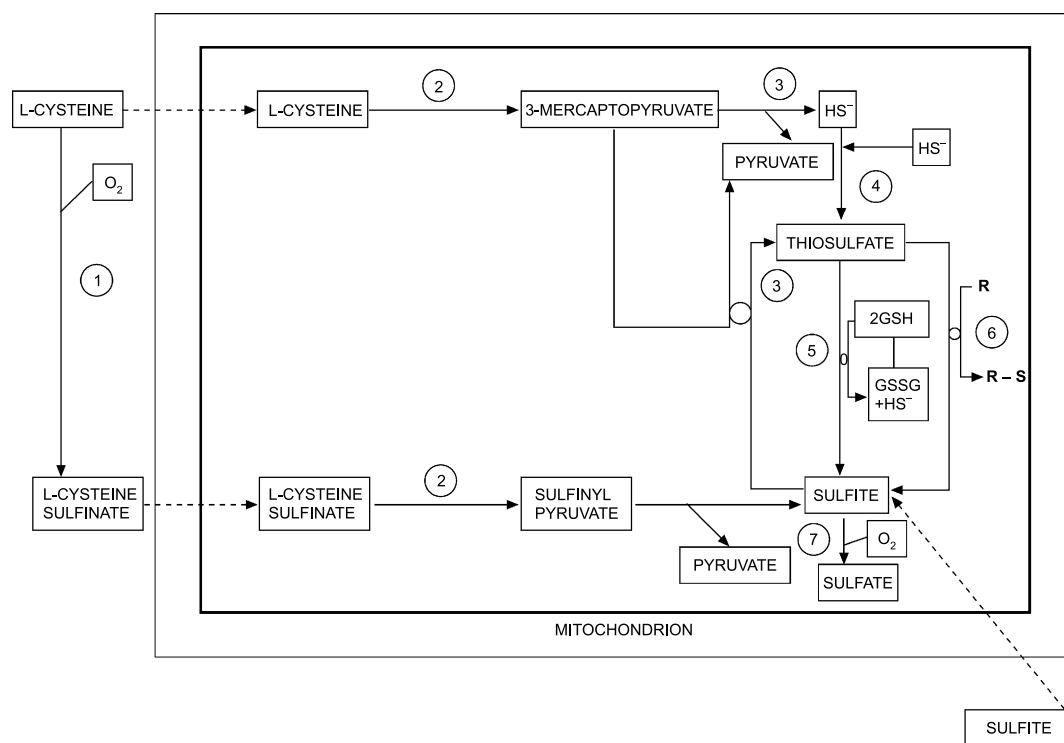 2
3
L-CYSTEINE
L-CYSTEINE
3-MERCAPTOPYRUVATE
HS⁻
PYRUVATE
HS⁻
O₂
4
THIOSULFATE
1
3
R
2GSH
5
6
GSSG
+HS⁻
R – S
2
L-CYSTEINE
SULFINATE
L-CYSTEINE
SULFINATE
SULFINYL
PYRUVATE
SULFITE
7
O₂
PYRUVATE
SULFATE
MITOCHONDRION
SULFITE